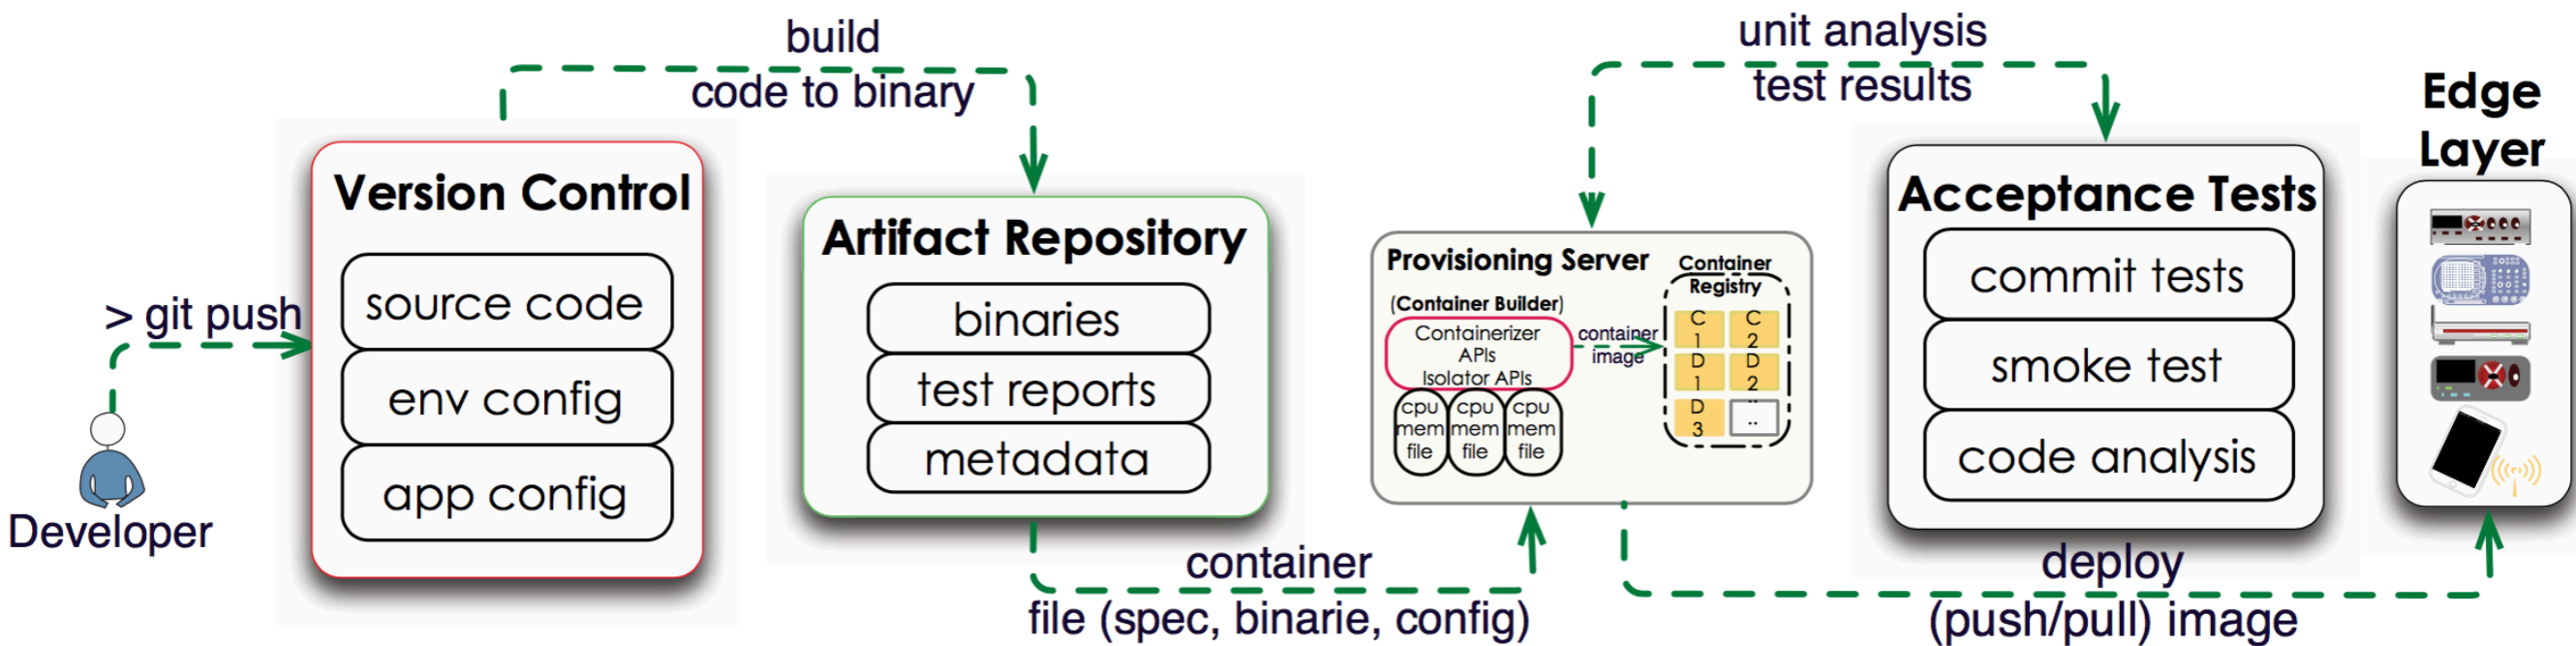 Developer
> git push
Version Control
source code
env config
app config
build
code to binary
Artifact Repository
binaries
test reports
metadata
container
file (spec, binarie, config)
Provisioning Server
(Container Builder)
Containerizer
APIs
Isolator APIs
cpu
mem
file
cpu
mem
file
cpu
mem
file
container
image
Container
Registry
C
1
C
2
D
1
D
2
D
3
..
unit analysis
test results
Acceptance Tests
commit tests
smoke test
code analysis
deploy
(push/pull) image
Edge
Layer